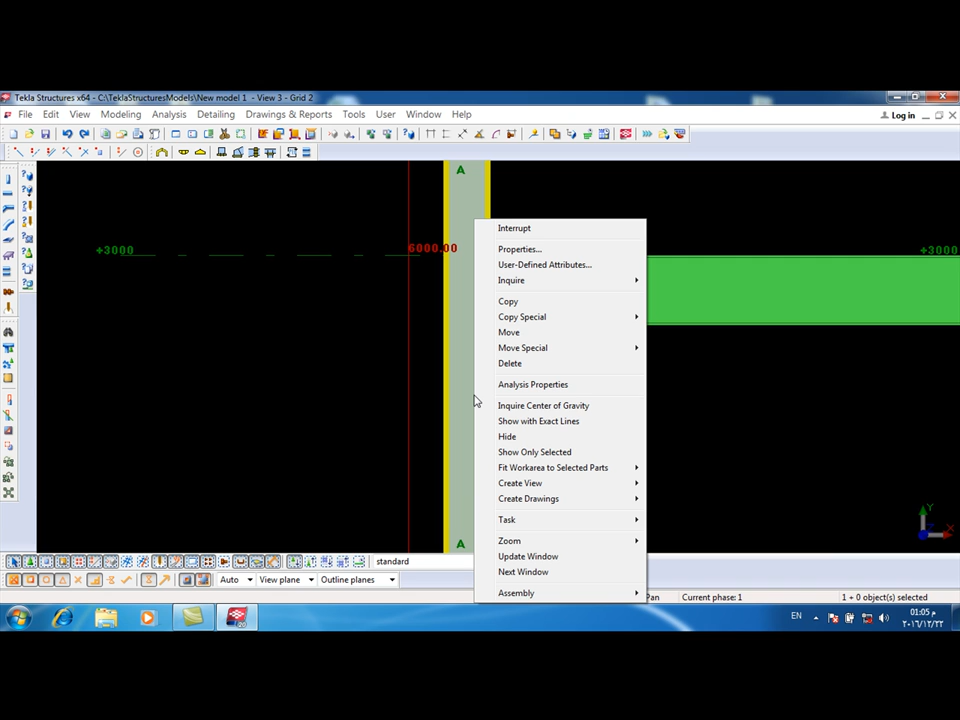 Tekla Structures x64 - C:\TeklaStructuresModels\New model 1 - View 3 - Grid 2
File Edit View Modeling Analysis Detailing Drawings & Reports Tools User Window Help
Log in
A
+3000
6000.00
+3000
Interrupt
Properties...
User-Defined Attributes...
Inquire
Copy
Copy Special
Move
Move Special
Delete
Analysis Properties
Inquire Center of Gravity
Show with Exact Lines
Hide
Show Only Selected
Fit Workarea to Selected Parts
Create View
Create Drawings
Task
Zoom
Update Window
Next Window
Assembly
Y
X
A
standard
Auto View plane Outline planes
Pan Current phase: 1 1 + 0 object(s) selected
EN
01:05 م
٢٠١٦/١٢/٢٢